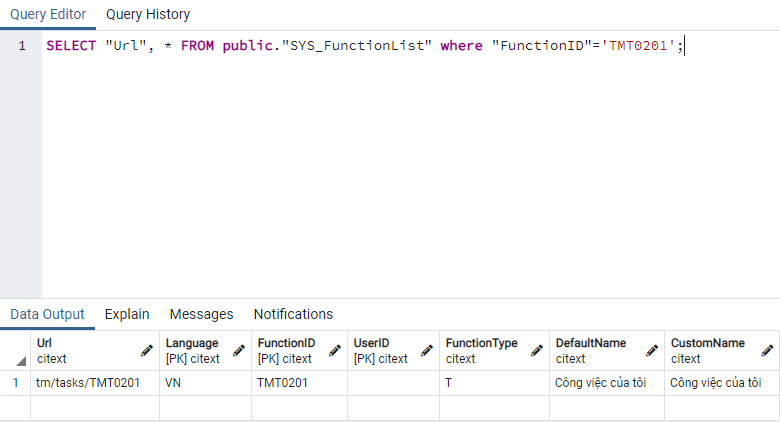 Query Editor Query History
1 SELECT "Url", * FROM public."SYS_FunctionList" where "FunctionID"='TMT0201';
Data Output Explain Messages Notifications
Url Language FunctionID UserID FunctionType DefaultName CustomName
citext [PK] citext [PK] citext [PK] citext citext citext citext
1 tm/tasks/TMT0201 VN TMT0201 T Công việc của tôi Công việc của tôi